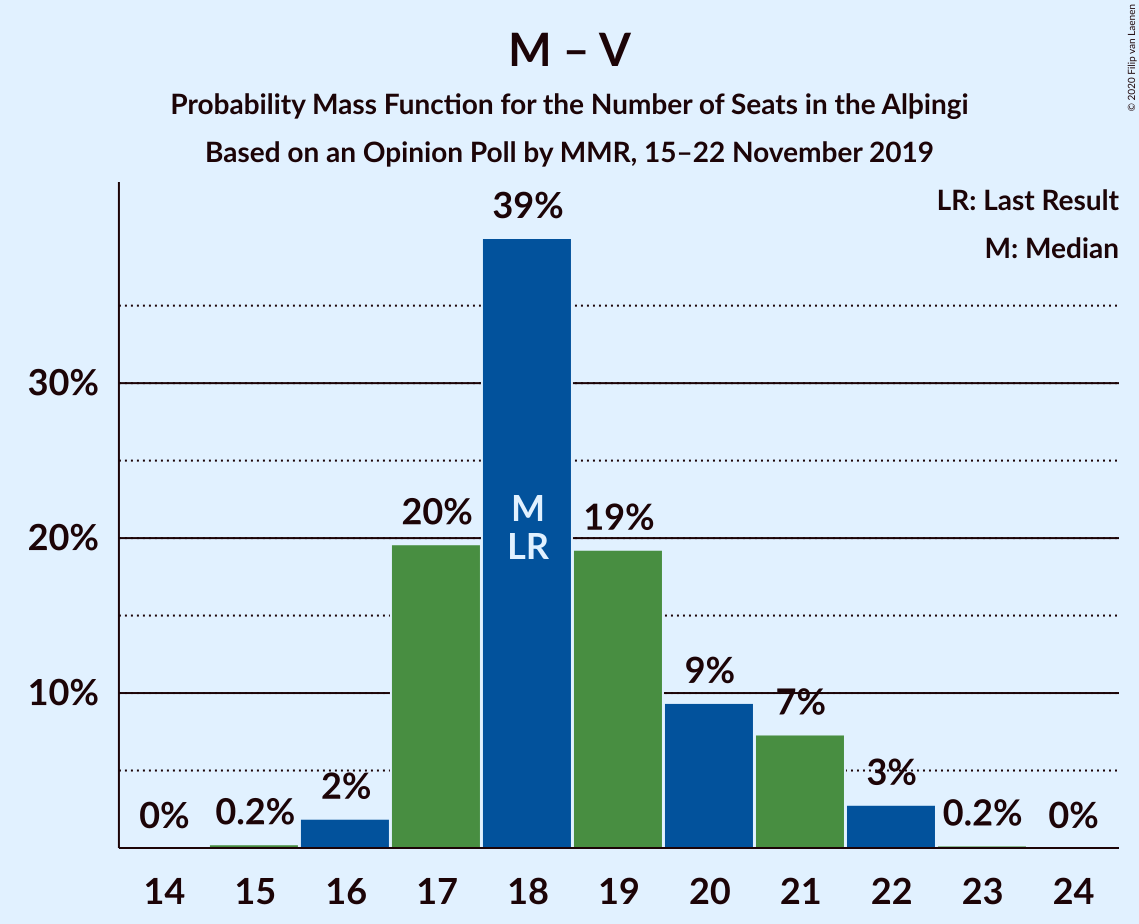 M – V
Probability Mass Function for the Number of Seats in the Alþingi
Based on an Opinion Poll by MMR, 15–22 November 2019
© 2020 Filip van Laenen
LR: Last Result
M: Median
30%
20%
10%
0%
0.2%
2%
20%
39%
M
LR
19%
9%
7%
3%
0.2%
0%
14 15 16 17 18 19 20 21 22 23 24